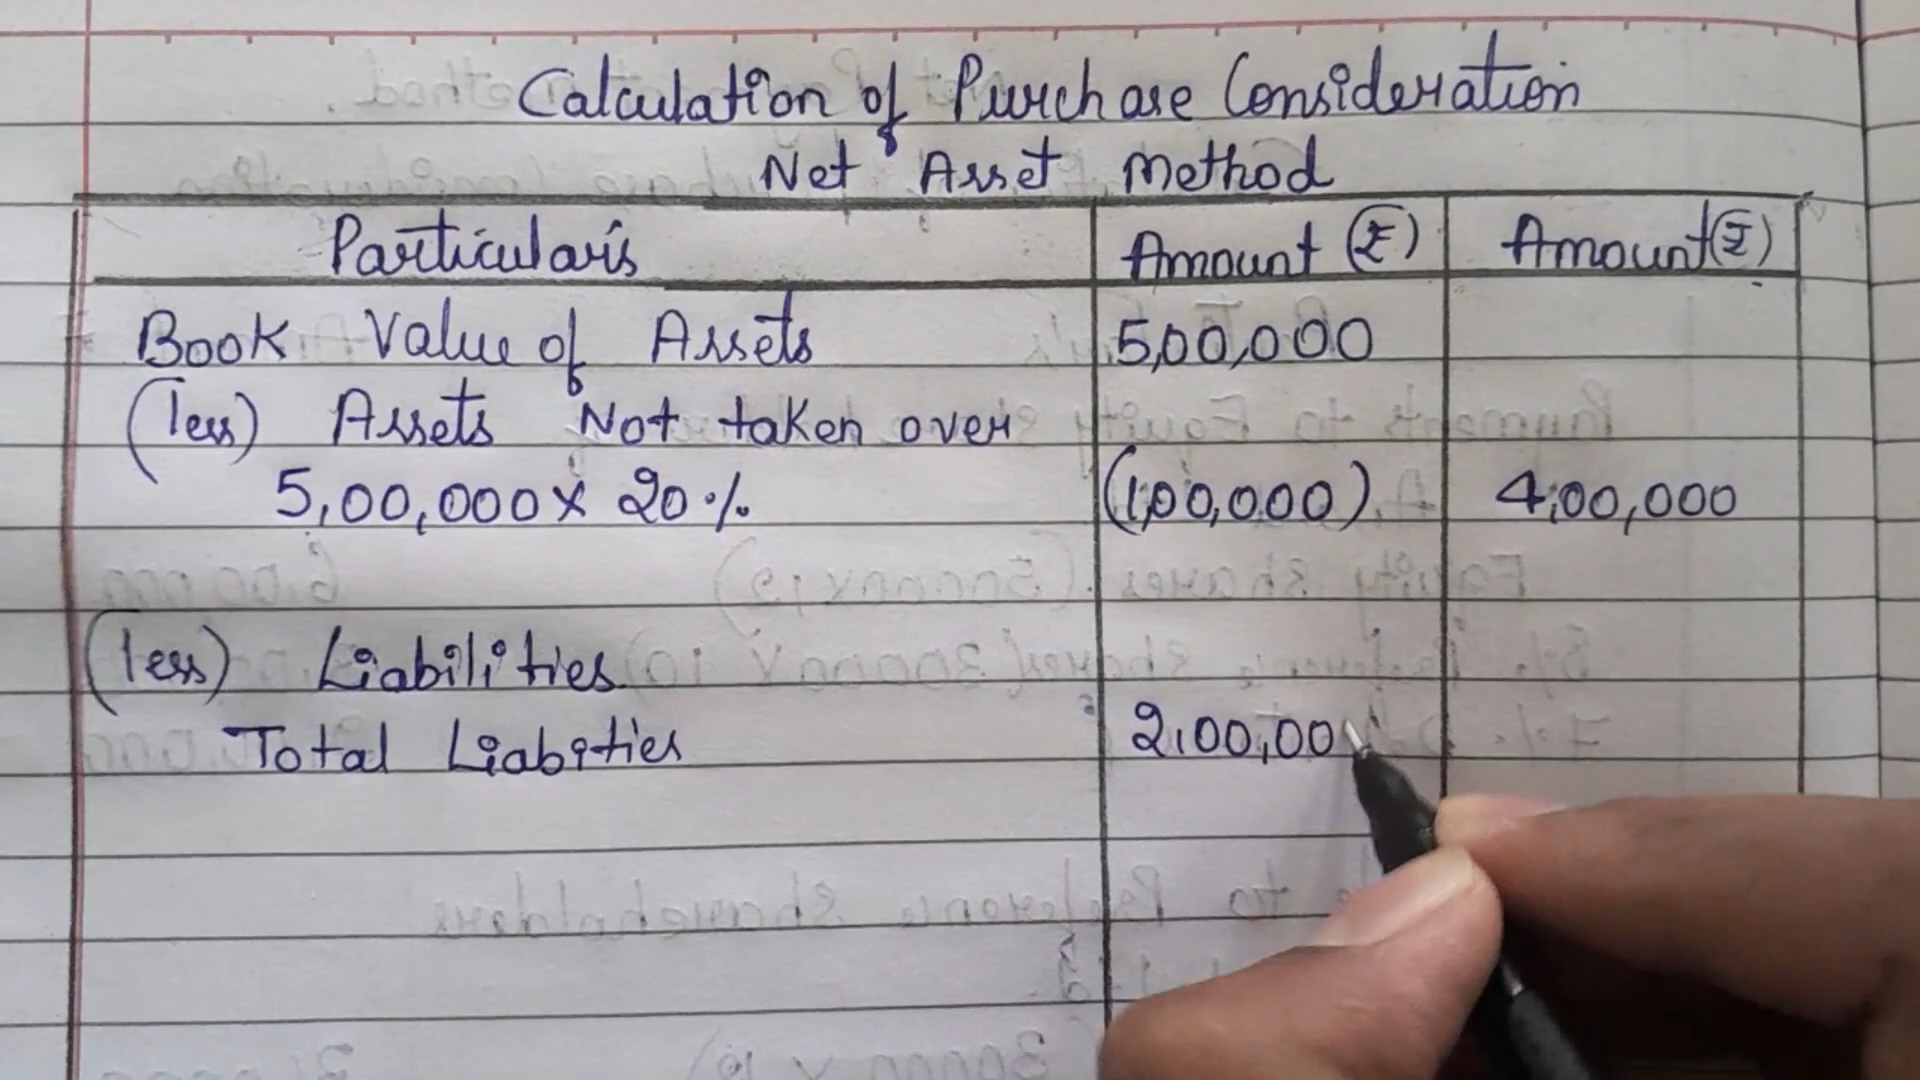 Calculation of Purchase Consideration
Net Asset Method
Particulars Amount (₹) Amount (₹)
Book Value of Assets 5,00,000
(less) Assets Not taken over
5,00,000 x 20% (1,00,000) 4,00,000
(less) Liabilities
Total Liabities 2,00,00